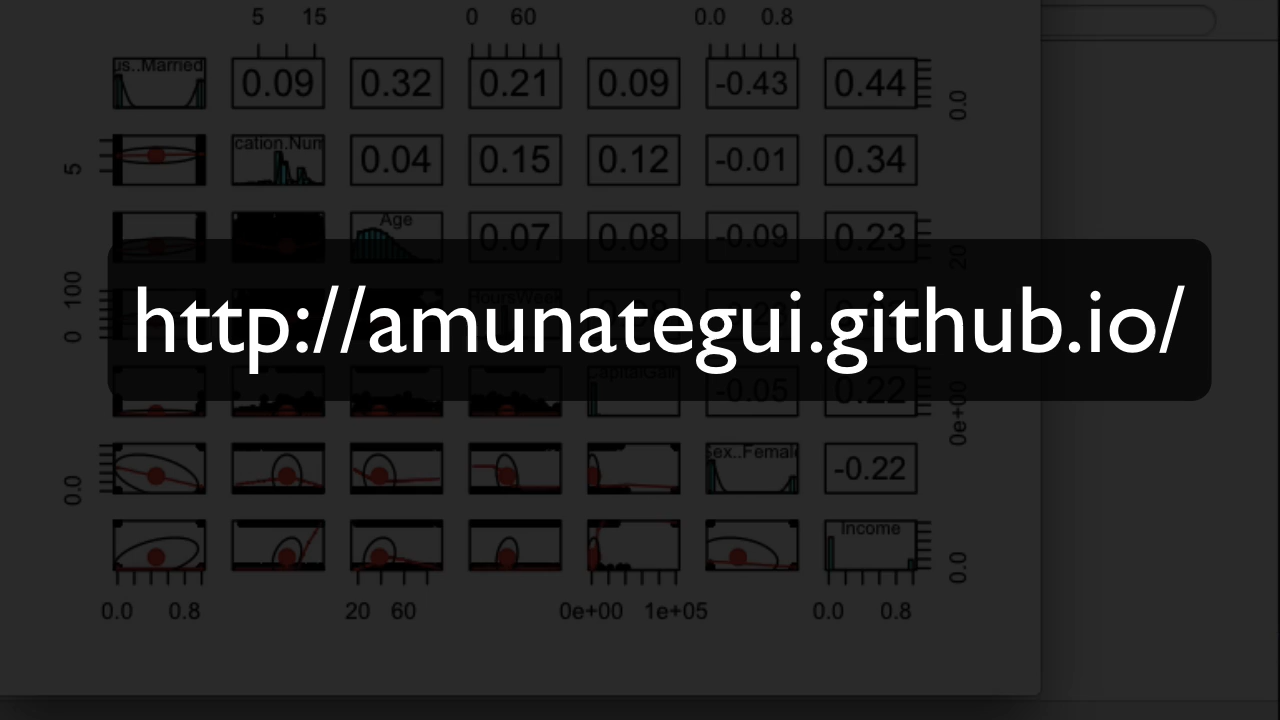 5 15 0 60 0.0 0.8
us..Married 0.09 0.32 0.21 0.09 -0.43 0.44 0.0
5 cation.Num 0.04 0.15 0.12 -0.01 0.34
Age 0.07 0.08 -0.09 0.23 20
0 100 HoursWeek
http://amunategui.github.io/
CapitalGain -0.05 0.22 0e+00
0.0 Sex..Female -0.22
Income 0.0
0.0 0.8 20 60 0e+00 1e+05 0.0 0.8